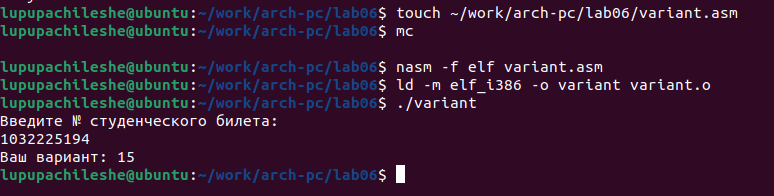 lupupachileshe@ubuntu:~/work/arch-pc/lab06$ touch ~/work/arch-pc/lab06/variant.asm
lupupachileshe@ubuntu:~/work/arch-pc/lab06$ mc
lupupachileshe@ubuntu:~/work/arch-pc/lab06$ nasm -f elf variant.asm
lupupachileshe@ubuntu:~/work/arch-pc/lab06$ ld -m elf_i386 -o variant variant.o
lupupachileshe@ubuntu:~/work/arch-pc/lab06$ ./variant
Введите № студенческого билета:
1032225194
Ваш вариант: 15
lupupachileshe@ubuntu:~/work/arch-pc/lab06$